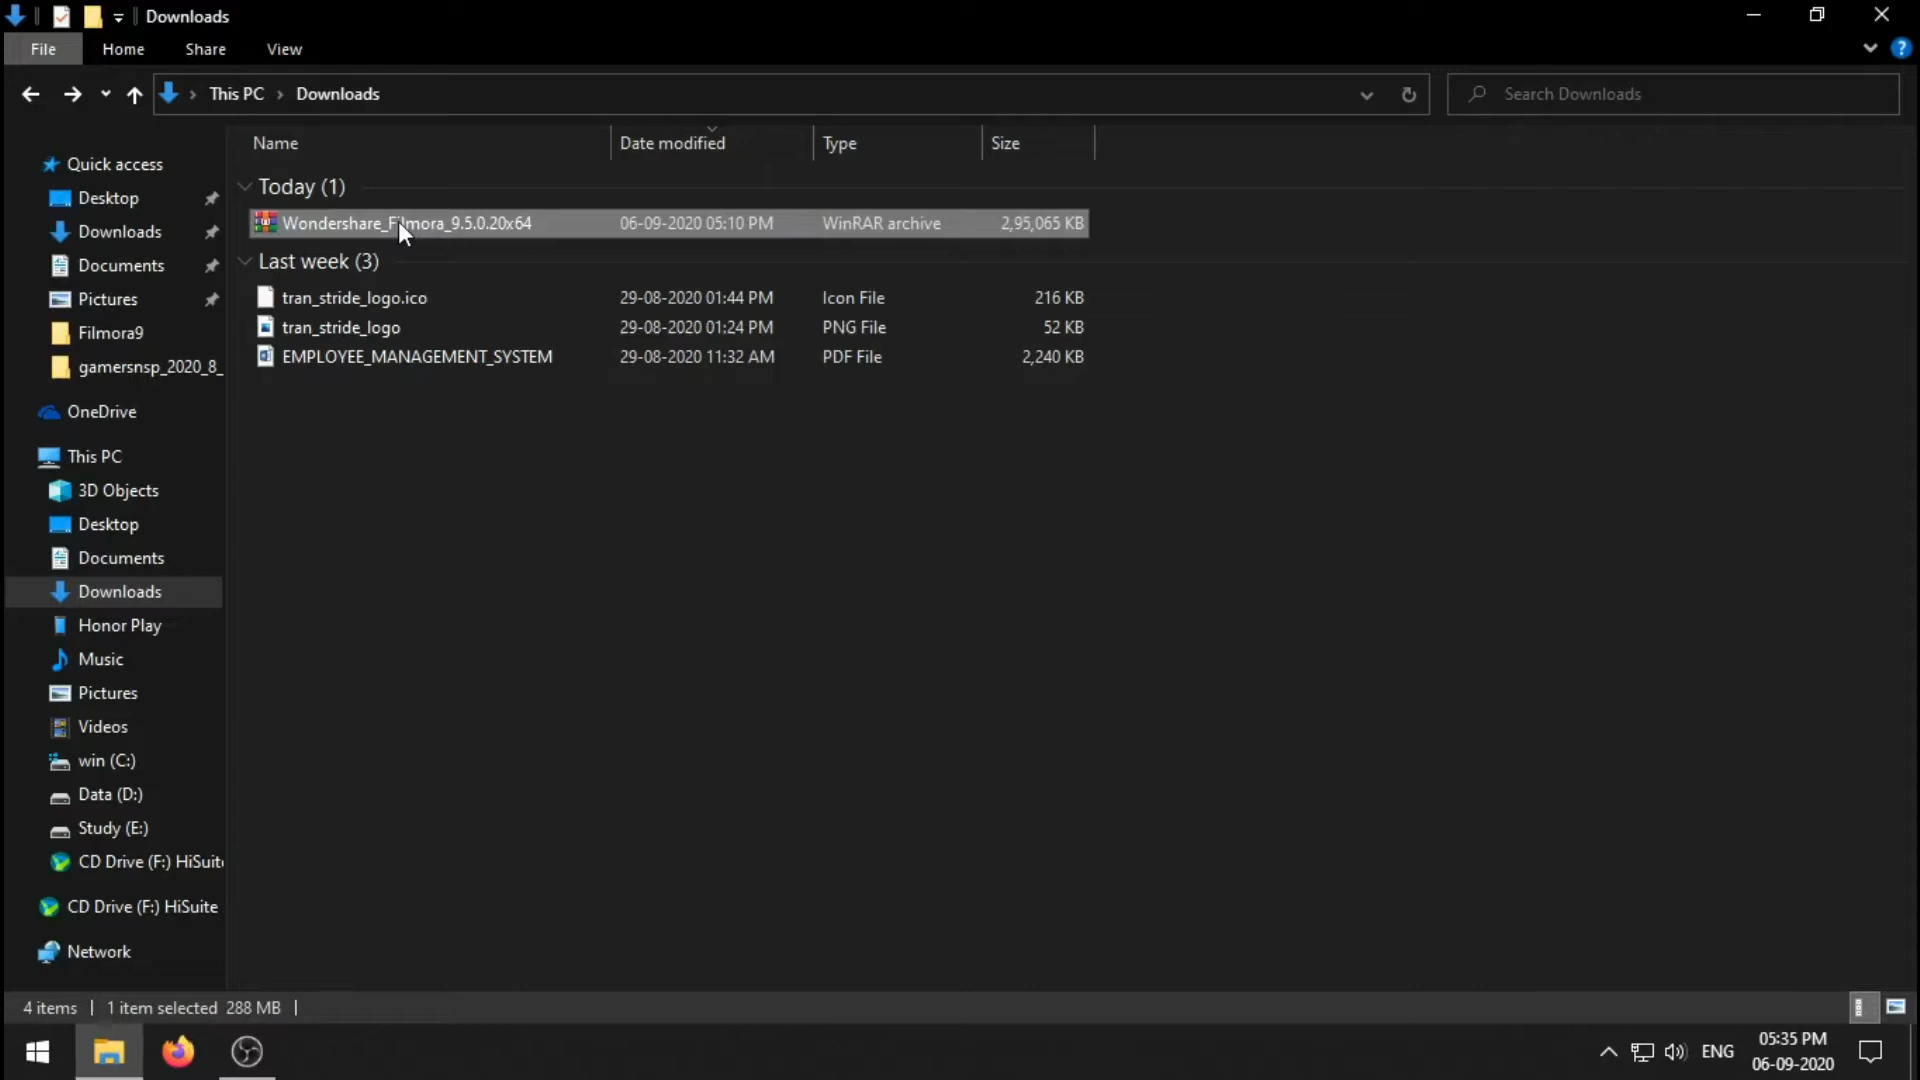 Downloads
File Home Share View
This PC Downloads Search Downloads
Name Date modified Type Size
Today (1)
Wondershare_Filmora_9.5.0.20x64 06-09-2020 05:10 PM WinRAR archive 2,95,065 KB
Last week (3)
tran_stride_logo.ico 29-08-2020 01:44 PM Icon File 216 KB
tran_stride_logo 29-08-2020 01:24 PM PNG File 52 KB
EMPLOYEE_MANAGEMENT_SYSTEM 29-08-2020 11:32 AM PDF File 2,240 KB
Quick access
Desktop
Downloads
Documents
Pictures
Filmora9
gamersnsp_2020_8_
OneDrive
This PC
3D Objects
Desktop
Documents
Downloads
Honor Play
Music
Pictures
Videos
win (C:)
Data (D:)
Study (E:)
CD Drive (F:) HiSuite
CD Drive (F:) HiSuite
Network
4 items 1 item selected 288 MB
ENG 05:35 PM
06-09-2020